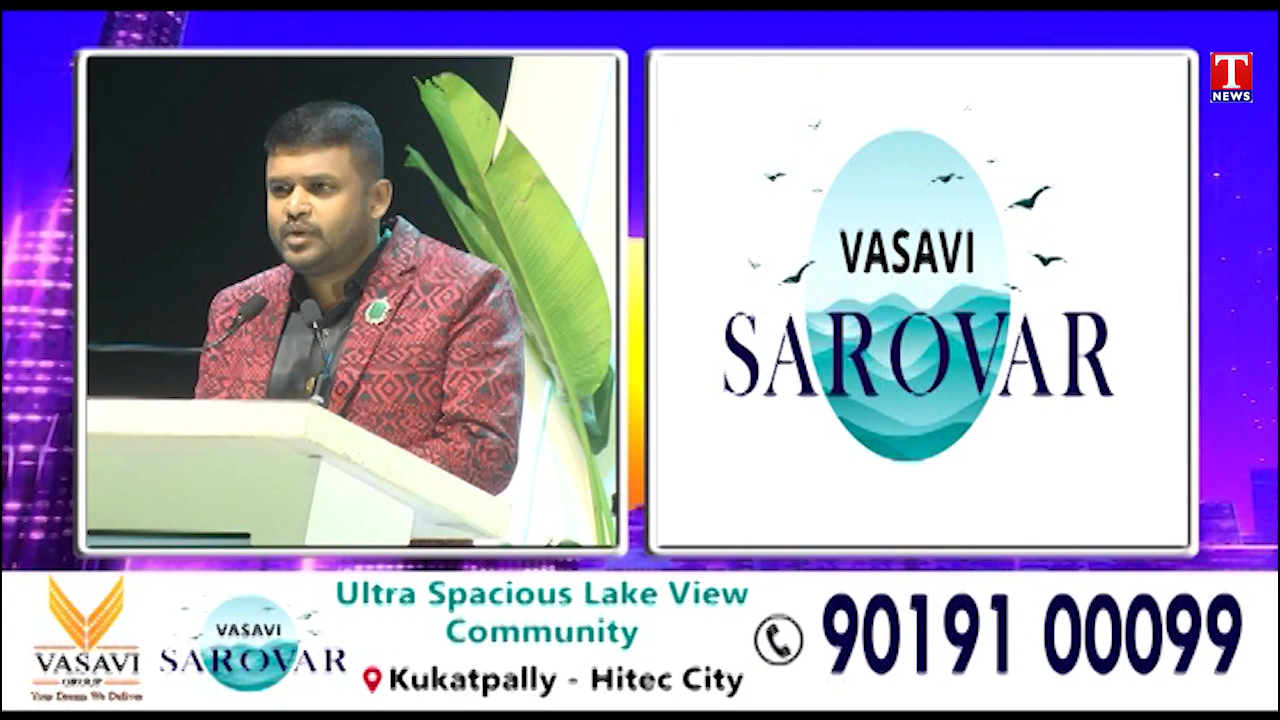 T
NEWS
VASAVI
SAROVAR
VASAVI
GROUP
Your Dream We Deliver
VASAVI
SAROVAR
Ultra Spacious Lake View
Community
Kukatpally - Hitec City
90191 00099